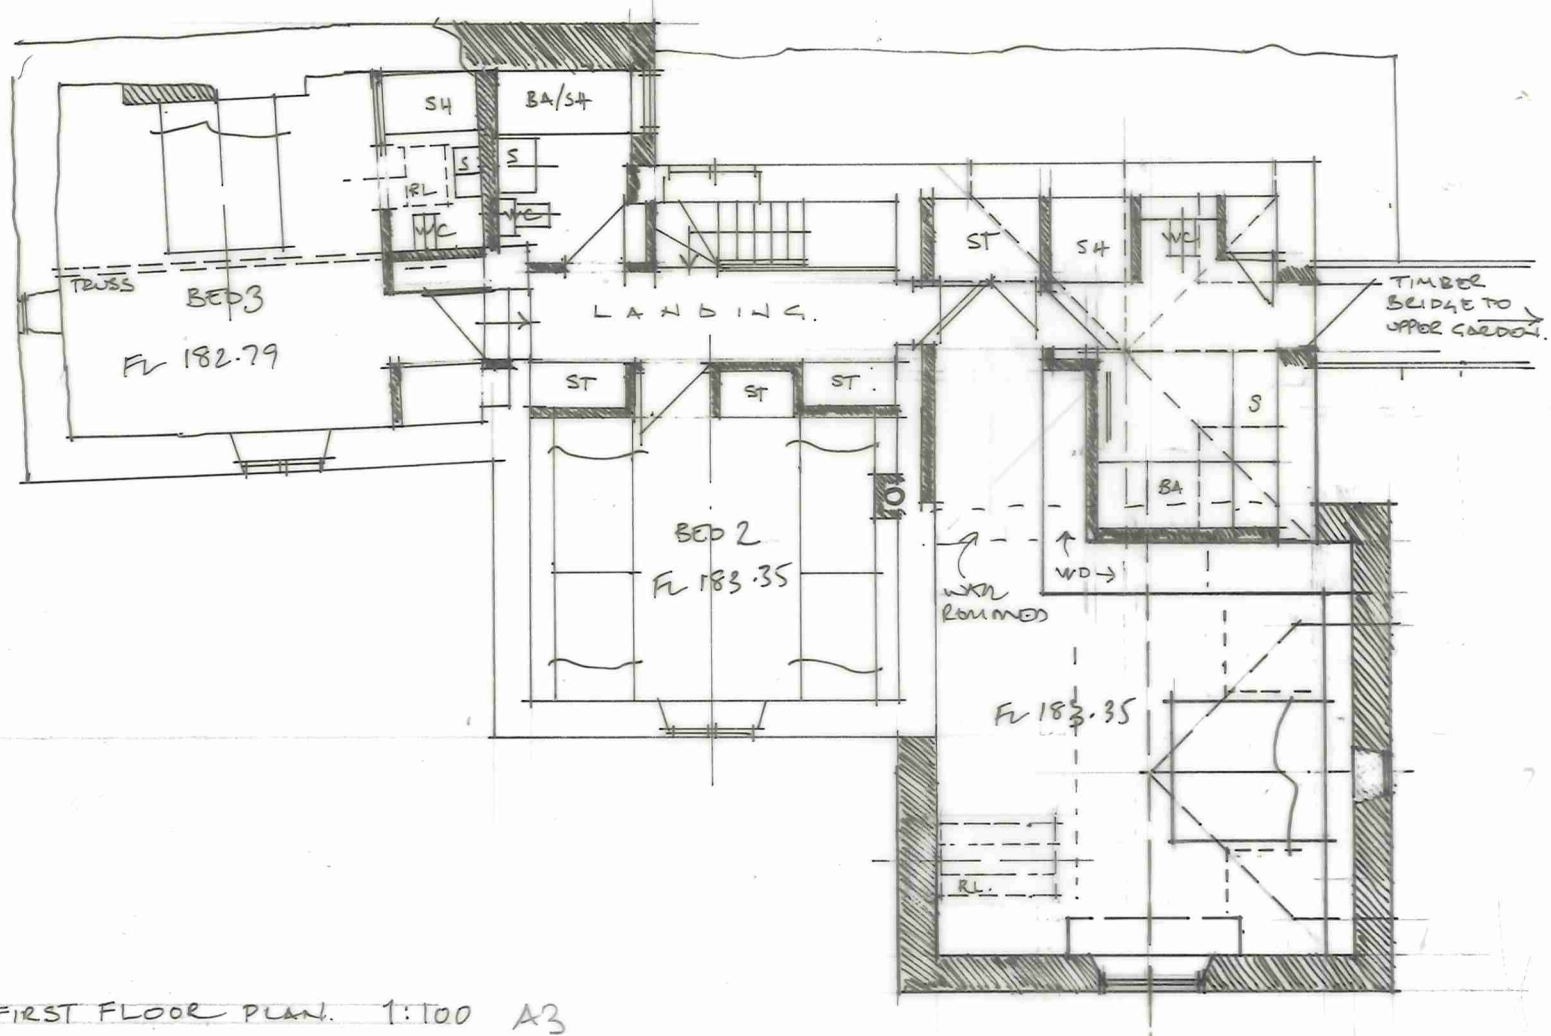 SH
BA/SH
S
S
RL
WC
WC
ST
SH
WC
TRUSS
BED 3
FL 182.79
LANDING.
TIMBER
BRIDGE TO
UPPER GARDEN.
ST
ST
ST
S
BA
BED 2
FL 183.35
WD
WALL
FL 183.35
RL.
FIRST FLOOR PLAN. 1:100 A3